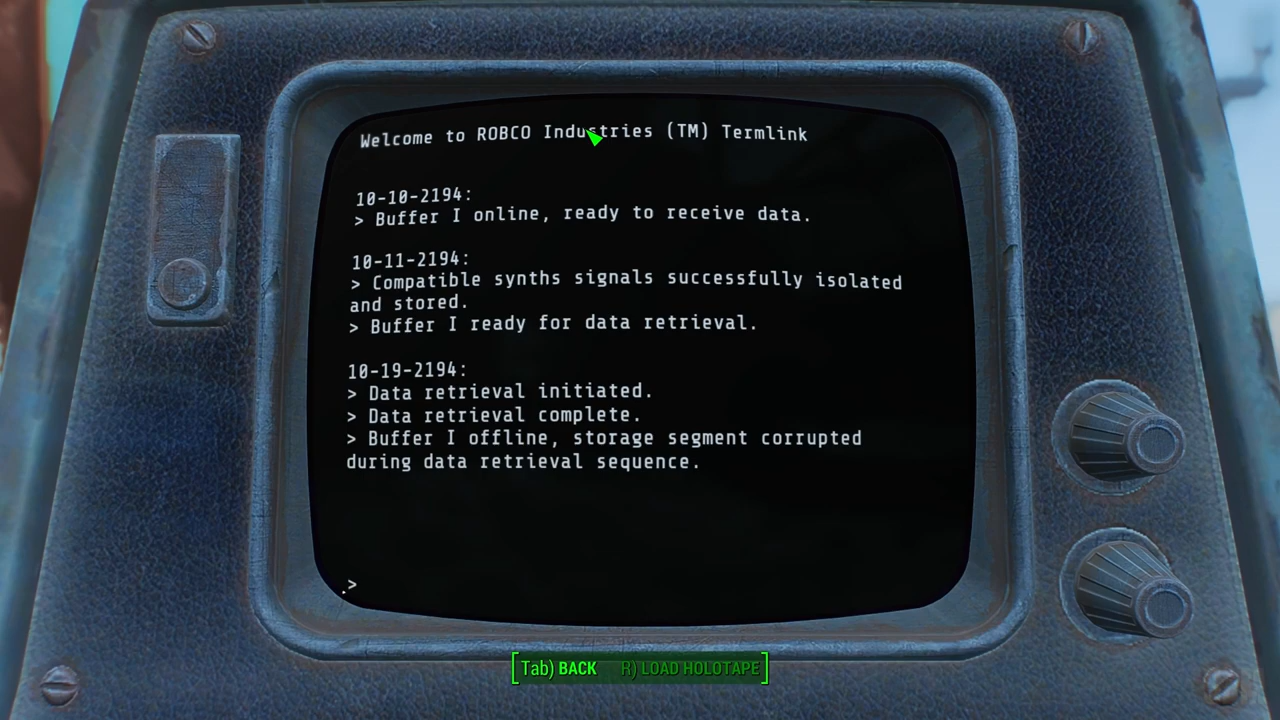 Welcome to ROBCO Industries (TM) Termlink
10-10-2194:
> Buffer I online, ready to receive data.
10-11-2194:
> Compatible synths signals successfully isolated
and stored.
> Buffer I ready for data retrieval.
10-19-2194:
> Data retrieval initiated.
> Data retrieval complete.
> Buffer I offline, storage segment corrupted
during data retrieval sequence.
>
Tab) BACK R) LOAD HOLOTAPE